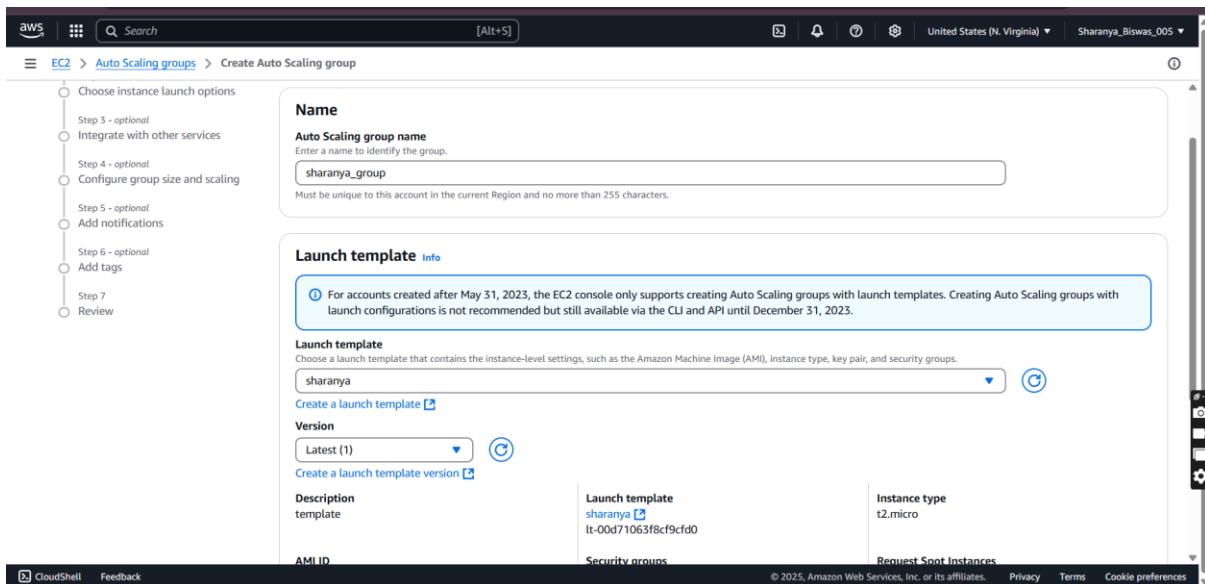 aws
Search [Alt+S]
United States (N. Virginia)
Sharanya_Biswas_005
EC2 > Auto Scaling groups > Create Auto Scaling group
Choose instance launch options
Step 3 - optional
Integrate with other services
Step 4 - optional
Configure group size and scaling
Step 5 - optional
Add notifications
Step 6 - optional
Add tags
Step 7
Review
Name
Auto Scaling group name
Enter a name to identify the group.
sharanya_group
Must be unique to this account in the current Region and no more than 255 characters.
Launch template Info
For accounts created after May 31, 2023, the EC2 console only supports creating Auto Scaling groups with launch templates. Creating Auto Scaling groups with
launch configurations is not recommended but still available via the CLI and API until December 31, 2023.
Launch template
Choose a launch template that contains the instance-level settings, such as the Amazon Machine Image (AMI), instance type, key pair, and security groups.
sharanya
Create a launch template
Version
Latest (1)
Create a launch template version
Description
template
Launch template
sharanya
lt-00d71063f8cf9cfd0
Instance type
t2.micro
AMI ID
Security groups
Request Spot Instances
CloudShell Feedback
© 2025, Amazon Web Services, Inc. or its affiliates. Privacy Terms Cookie preferences